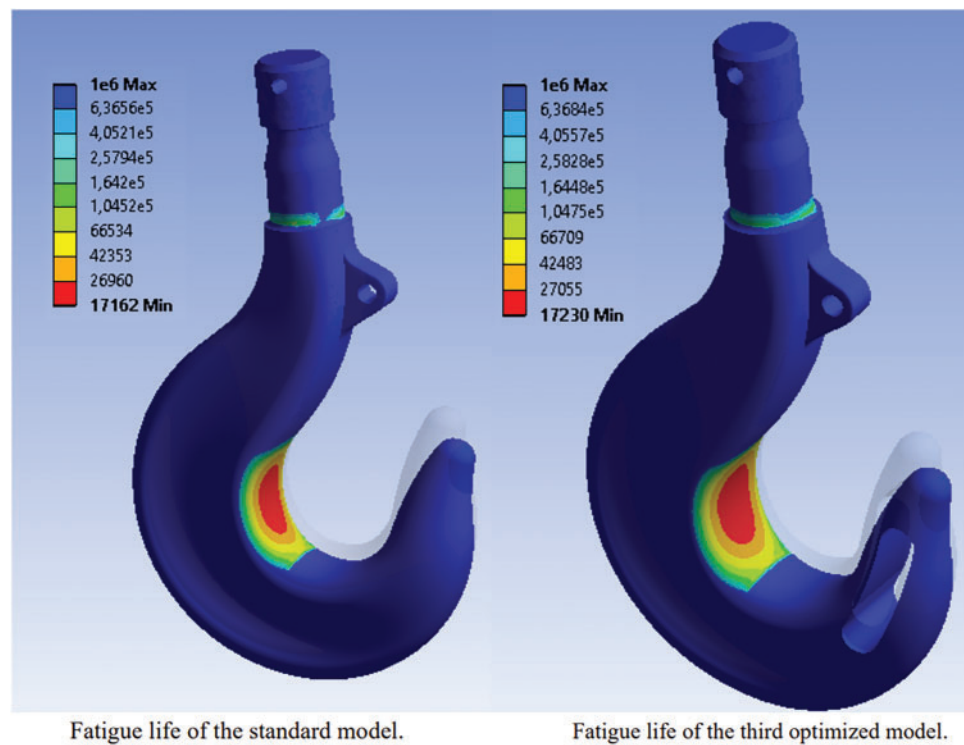 1e6 Max
6,3656e5
4,0521e5
2,5794e5
1,642e5
1,0452e5
66534
42353
26960
17162 Min
1e6 Max
6,3684e5
4,0557e5
2,5828e5
1,6448e5
1,0475e5
66709
42483
27055
17230 Min
Fatigue life of the standard model.
Fatigue life of the third optimized model.